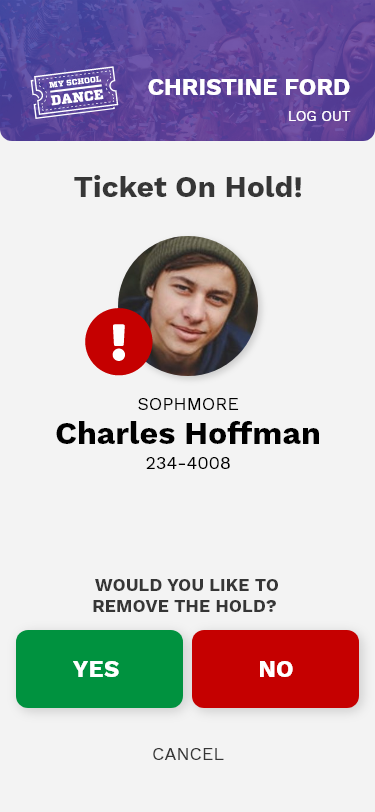 MY SCHOOL
DANCE
CHRISTINE FORD
LOG OUT
Ticket On Hold!
SOPHMORE
Charles Hoffman
234-4008
WOULD YOU LIKE TO
REMOVE THE HOLD?
YES
NO
CANCEL